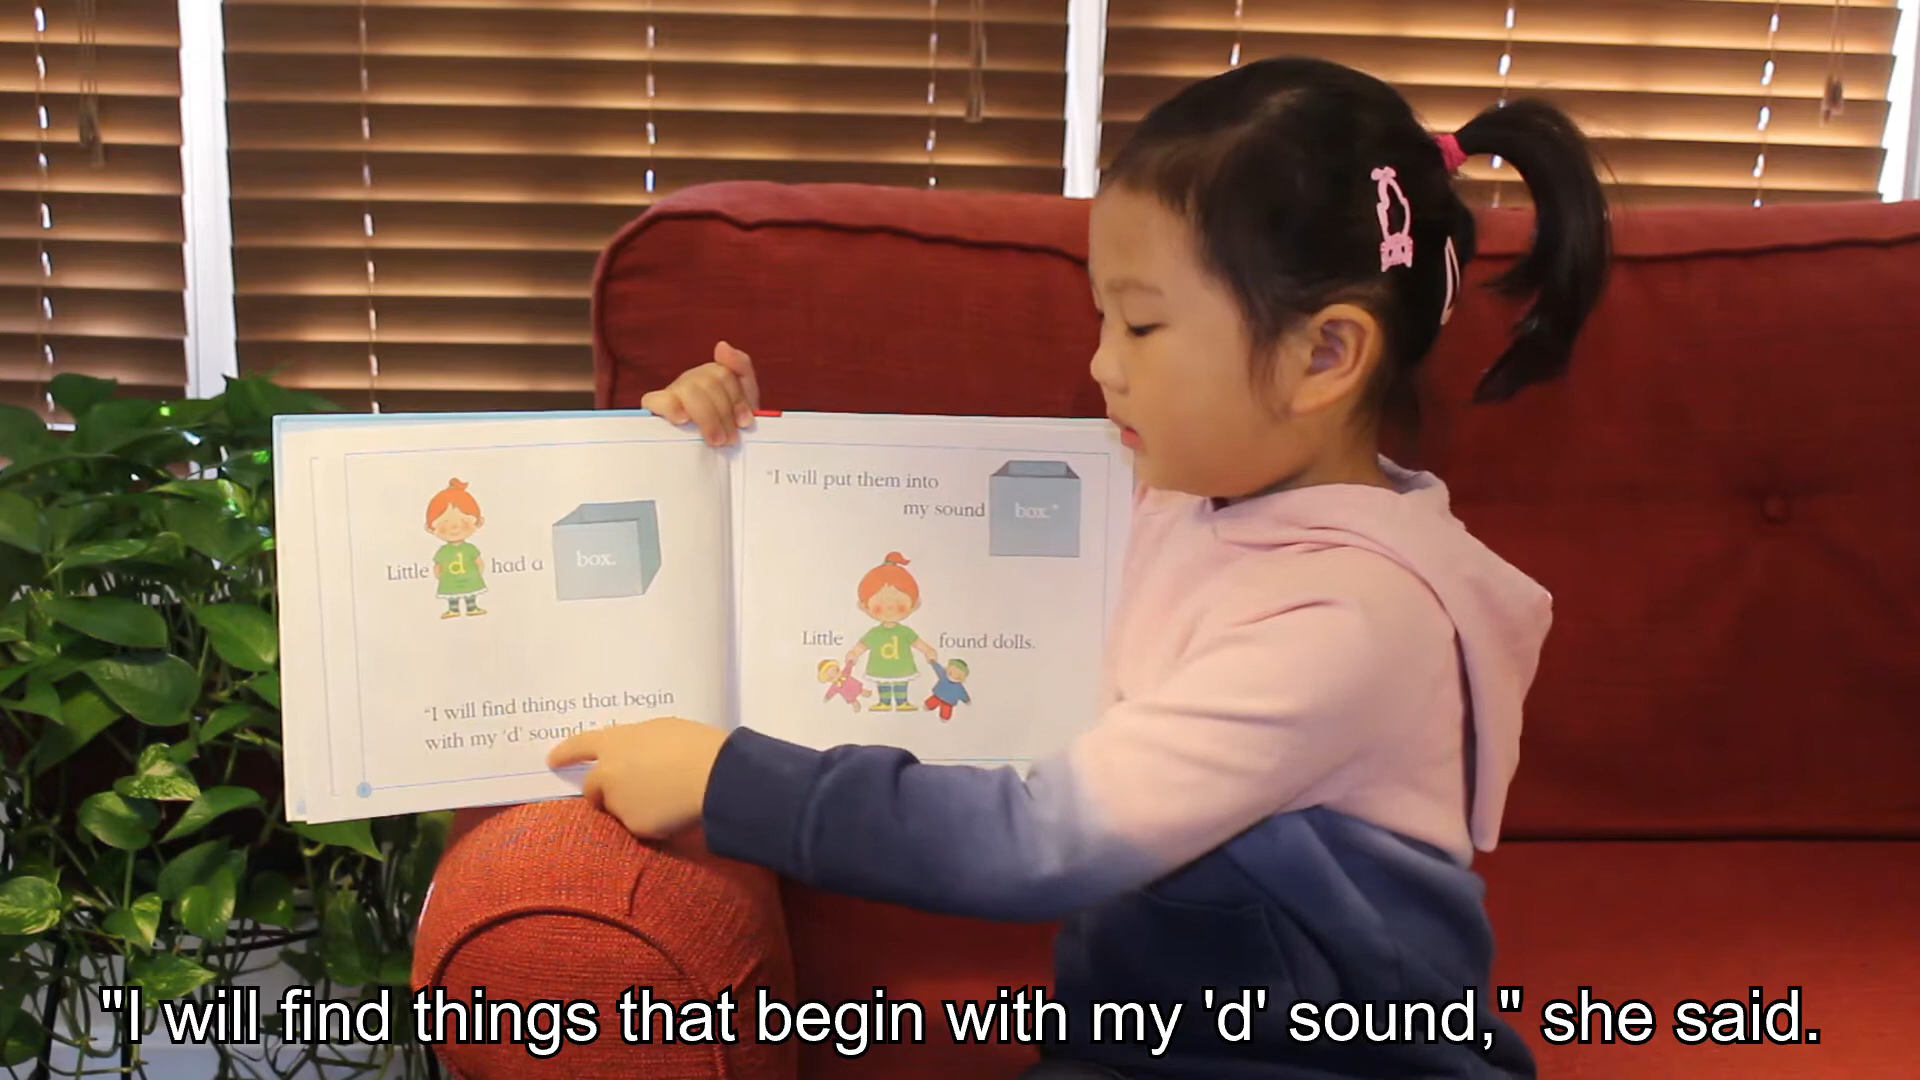 Little d had a box.
"I will find things that begin
with my 'd' sound,"
"I will put them into
my sound box."
Little d found dolls.
"I will find things that begin with my 'd' sound," she said.